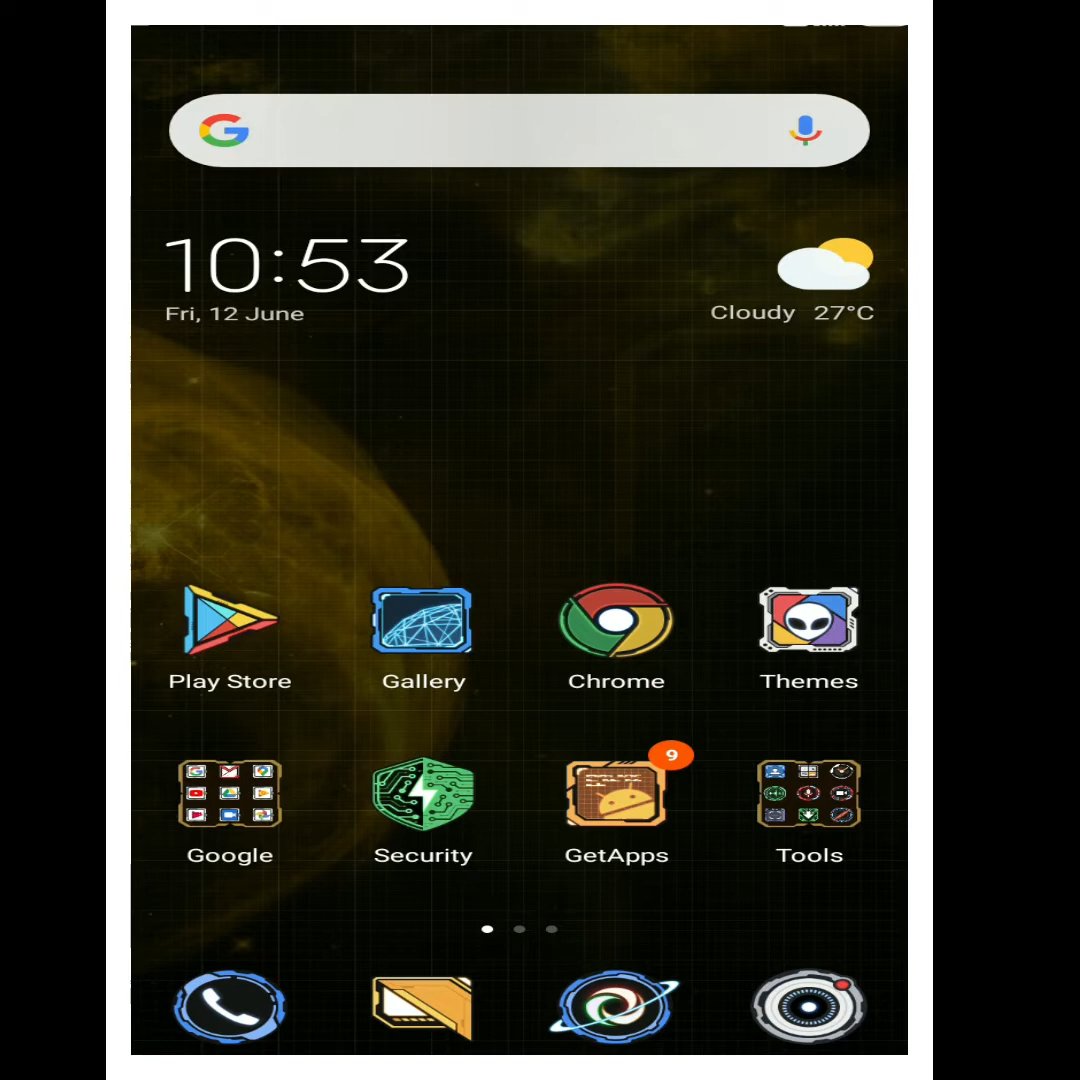 10:53
Fri, 12 June
Cloudy 27°C
Play Store
Gallery
Chrome
Themes
9
Google
Security
GetApps
Tools